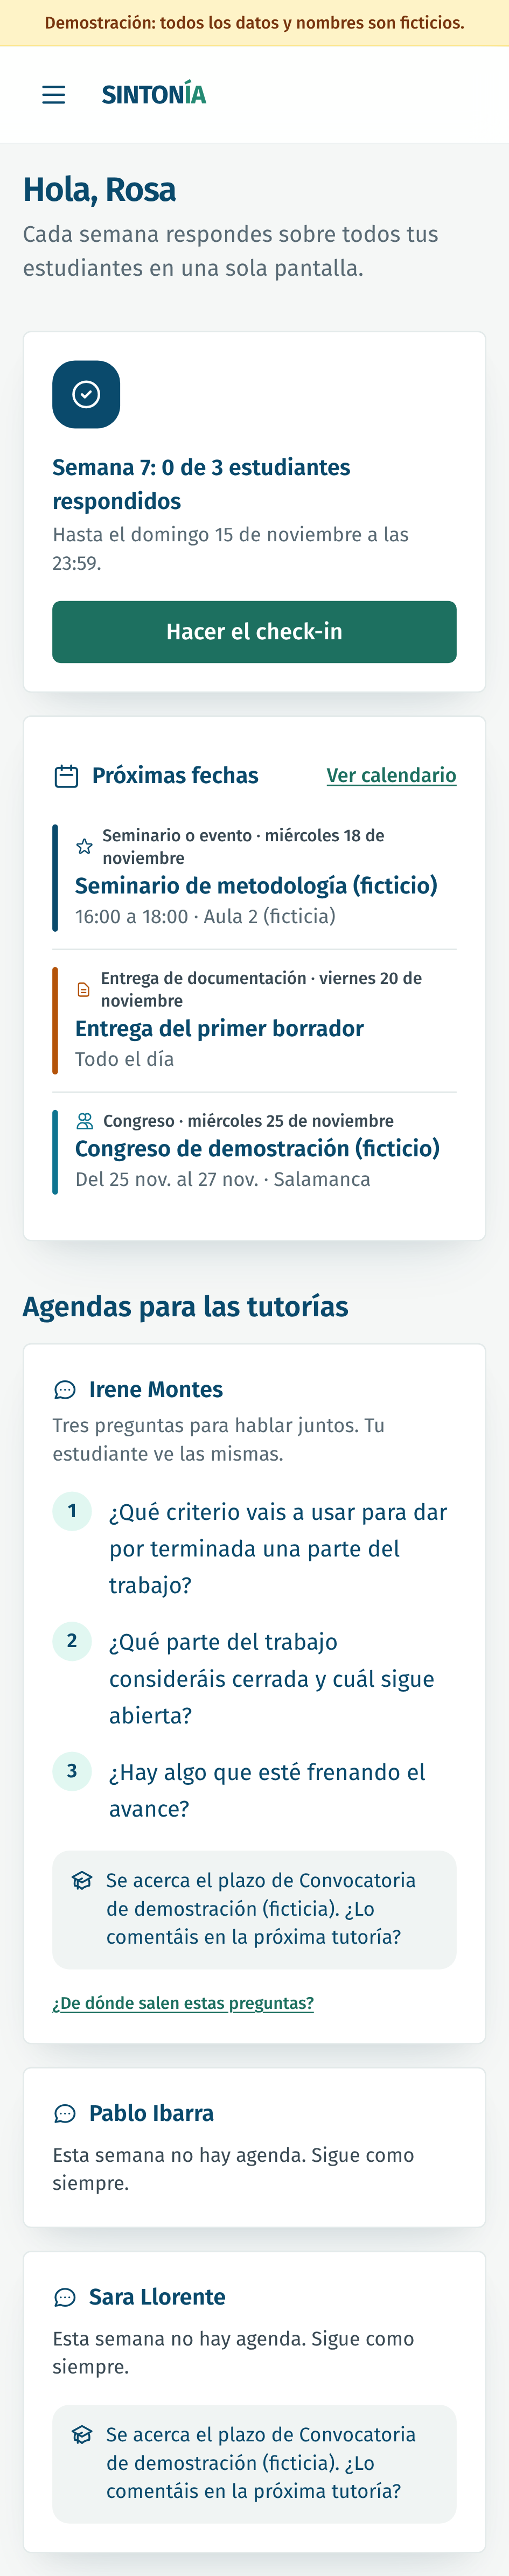 Demostración: todos los datos y nombres son ficticios.
SINTONÍA
Hola, Rosa
Cada semana respondes sobre todos tus
estudiantes en una sola pantalla.
Semana 7: 0 de 3 estudiantes
respondidos
Hasta el domingo 15 de noviembre a las
23:59.
Hacer el check-in
Próximas fechas
Ver calendario
Seminario o evento · miércoles 18 de
noviembre
Seminario de metodología (ficticio)
16:00 a 18:00 · Aula 2 (ficticia)
Entrega de documentación · viernes 20 de
noviembre
Entrega del primer borrador
Todo el día
Congreso · miércoles 25 de noviembre
Congreso de demostración (ficticio)
Del 25 nov. al 27 nov. · Salamanca
Agendas para las tutorías
Irene Montes
Tres preguntas para hablar juntos. Tu
estudiante ve las mismas.
1 ¿Qué criterio vais a usar para dar
por terminada una parte del
trabajo?
2 ¿Qué parte del trabajo
consideráis cerrada y cuál sigue
abierta?
3 ¿Hay algo que esté frenando el
avance?
Se acerca el plazo de Convocatoria
de demostración (ficticia). ¿Lo
comentáis en la próxima tutoría?
¿De dónde salen estas preguntas?
Pablo Ibarra
Esta semana no hay agenda. Sigue como
siempre.
Sara Llorente
Esta semana no hay agenda. Sigue como
siempre.
Se acerca el plazo de Convocatoria
de demostración (ficticia). ¿Lo
comentáis en la próxima tutoría?